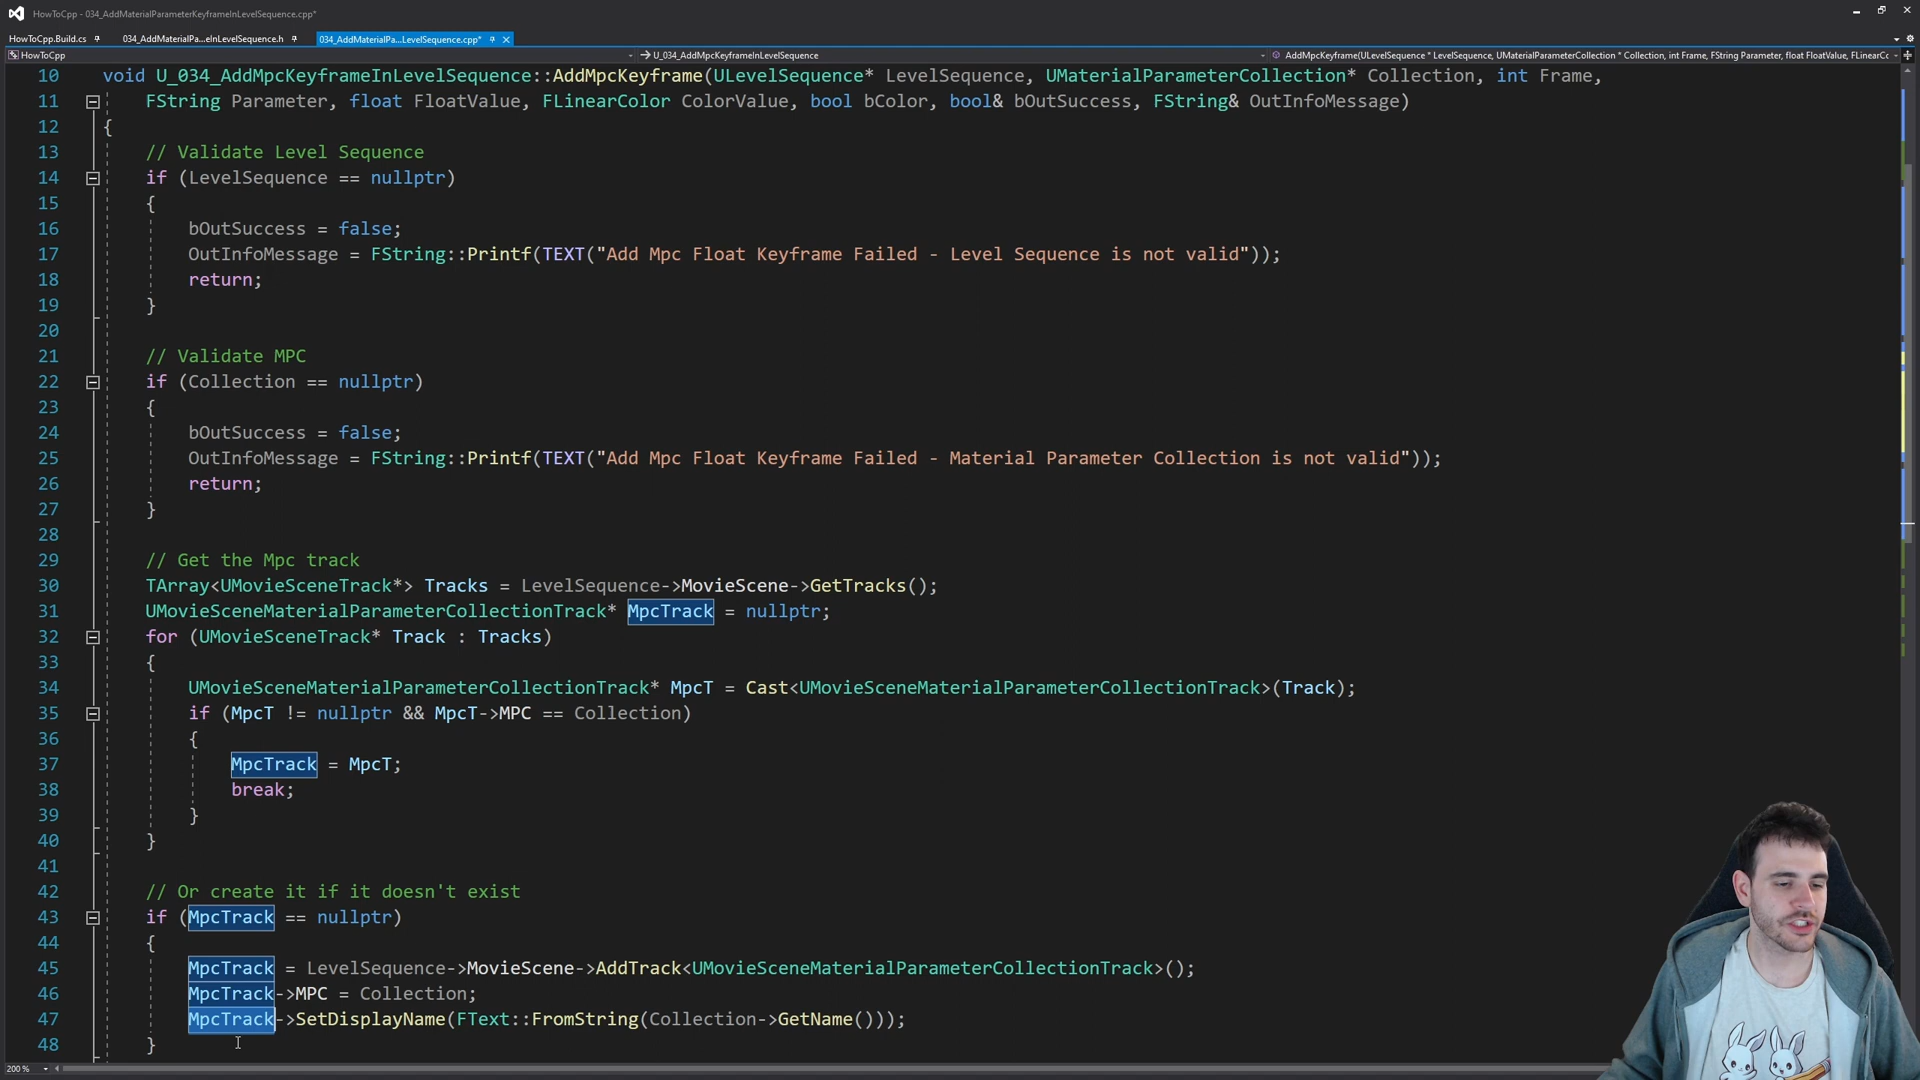 HowToCpp - 034_AddMaterialParameterKeyframeInLevelSequence.cpp*
HowToCpp.Build.cs
034_AddMaterialPa...eInLevelSequence.h
034_AddMaterialPa...LevelSequence.cpp*
HowToCpp
U_034_AddMpcKeyframeInLevelSequence
AddMpcKeyframe(ULevelSequence * LevelSequence, UMaterialParameterCollection * Collection, int Frame, FString Parameter, float FloatValue, FLinearCc
10 void U_034_AddMpcKeyframeInLevelSequence::AddMpcKeyframe(ULevelSequence* LevelSequence, UMaterialParameterCollection* Collection, int Frame,
11 FString Parameter, float FloatValue, FLinearColor ColorValue, bool bColor, bool& bOutSuccess, FString& OutInfoMessage)
12 {
13 // Validate Level Sequence
14 if (LevelSequence == nullptr)
15 {
16 bOutSuccess = false;
17 OutInfoMessage = FString::Printf(TEXT("Add Mpc Float Keyframe Failed - Level Sequence is not valid"));
18 return;
19 }
20
21 // Validate MPC
22 if (Collection == nullptr)
23 {
24 bOutSuccess = false;
25 OutInfoMessage = FString::Printf(TEXT("Add Mpc Float Keyframe Failed - Material Parameter Collection is not valid"));
26 return;
27 }
28
29 // Get the Mpc track
30 TArray<UMovieSceneTrack*> Tracks = LevelSequence->MovieScene->GetTracks();
31 UMovieSceneMaterialParameterCollectionTrack* MpcTrack = nullptr;
32 for (UMovieSceneTrack* Track : Tracks)
33 {
34 UMovieSceneMaterialParameterCollectionTrack* MpcT = Cast<UMovieSceneMaterialParameterCollectionTrack>(Track);
35 if (MpcT != nullptr && MpcT->MPC == Collection)
36 {
37 MpcTrack = MpcT;
38 break;
39 }
40 }
41
42 // Or create it if it doesn't exist
43 if (MpcTrack == nullptr)
44 {
45 MpcTrack = LevelSequence->MovieScene->AddTrack<UMovieSceneMaterialParameterCollectionTrack>();
46 MpcTrack->MPC = Collection;
47 MpcTrack->SetDisplayName(FText::FromString(Collection->GetName()));
48 }
200 %